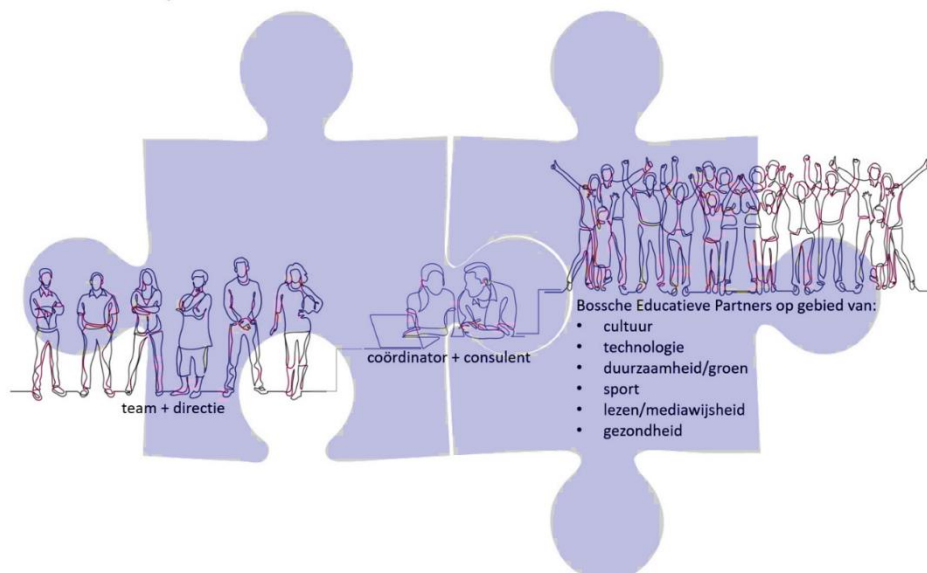 Bossche Educatieve Partners op gebied van:
• cultuur
• technologie
• duurzaamheid/groen
• sport
• lezen/mediawijsheid
• gezondheid
coördinator + consulent
team + directie